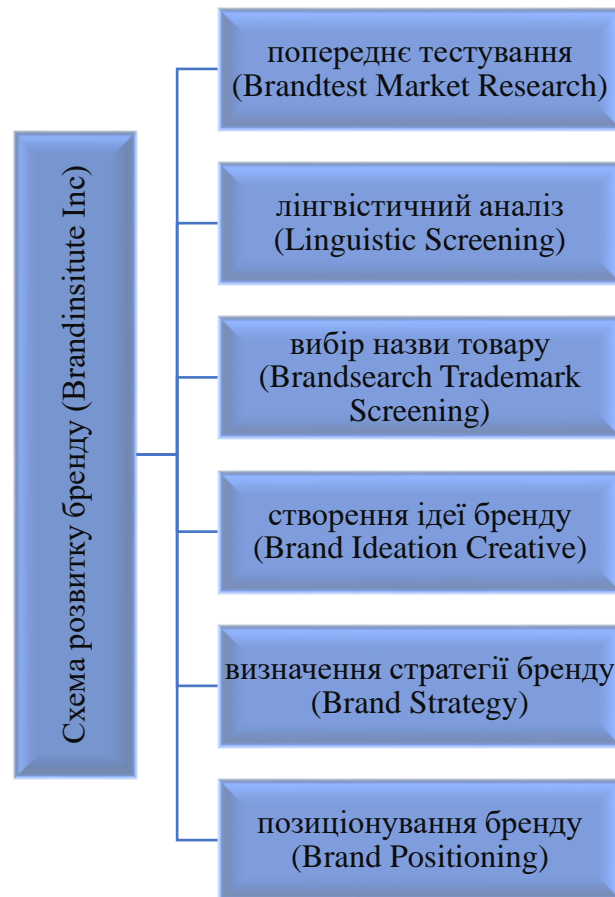 Схема розвитку бренду (Brandinsitute Inc)
попереднє тестування
(Brandtest Market Research)
лінгвістичний аналіз
(Linguistic Screening)
вибір назви товару
(Brandsearch Trademark
Screening)
створення ідеї бренду
(Brand Ideation Creative)
визначення стратегії бренду
(Brand Strategy)
позиціонування бренду
(Brand Positioning)